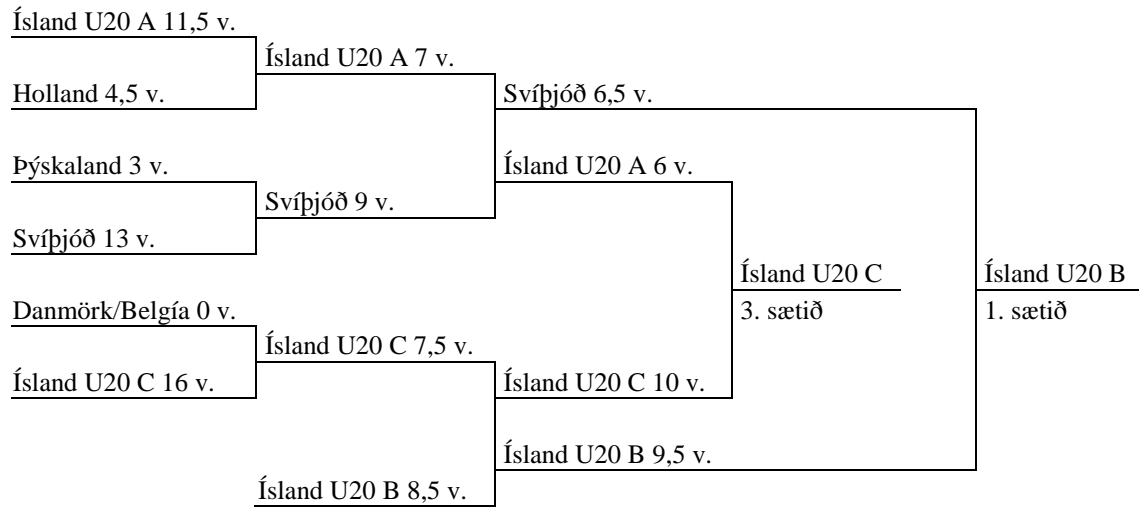 Ísland U20 A 11,5 v.
Ísland U20 A 7 v.
Holland 4,5 v.
Svíþjóð 6,5 v.
Þýskaland 3 v.
Ísland U20 A 6 v.
Svíþjóð 9 v.
Svíþjóð 13 v.
Ísland U20 C
Ísland U20 B
Danmörk/Belgía 0 v.
3. sætið
1. sætið
Ísland U20 C 7,5 v.
Ísland U20 C 16 v.
Ísland U20 C 10 v.
Ísland U20 B 9,5 v.
Ísland U20 B 8,5 v.